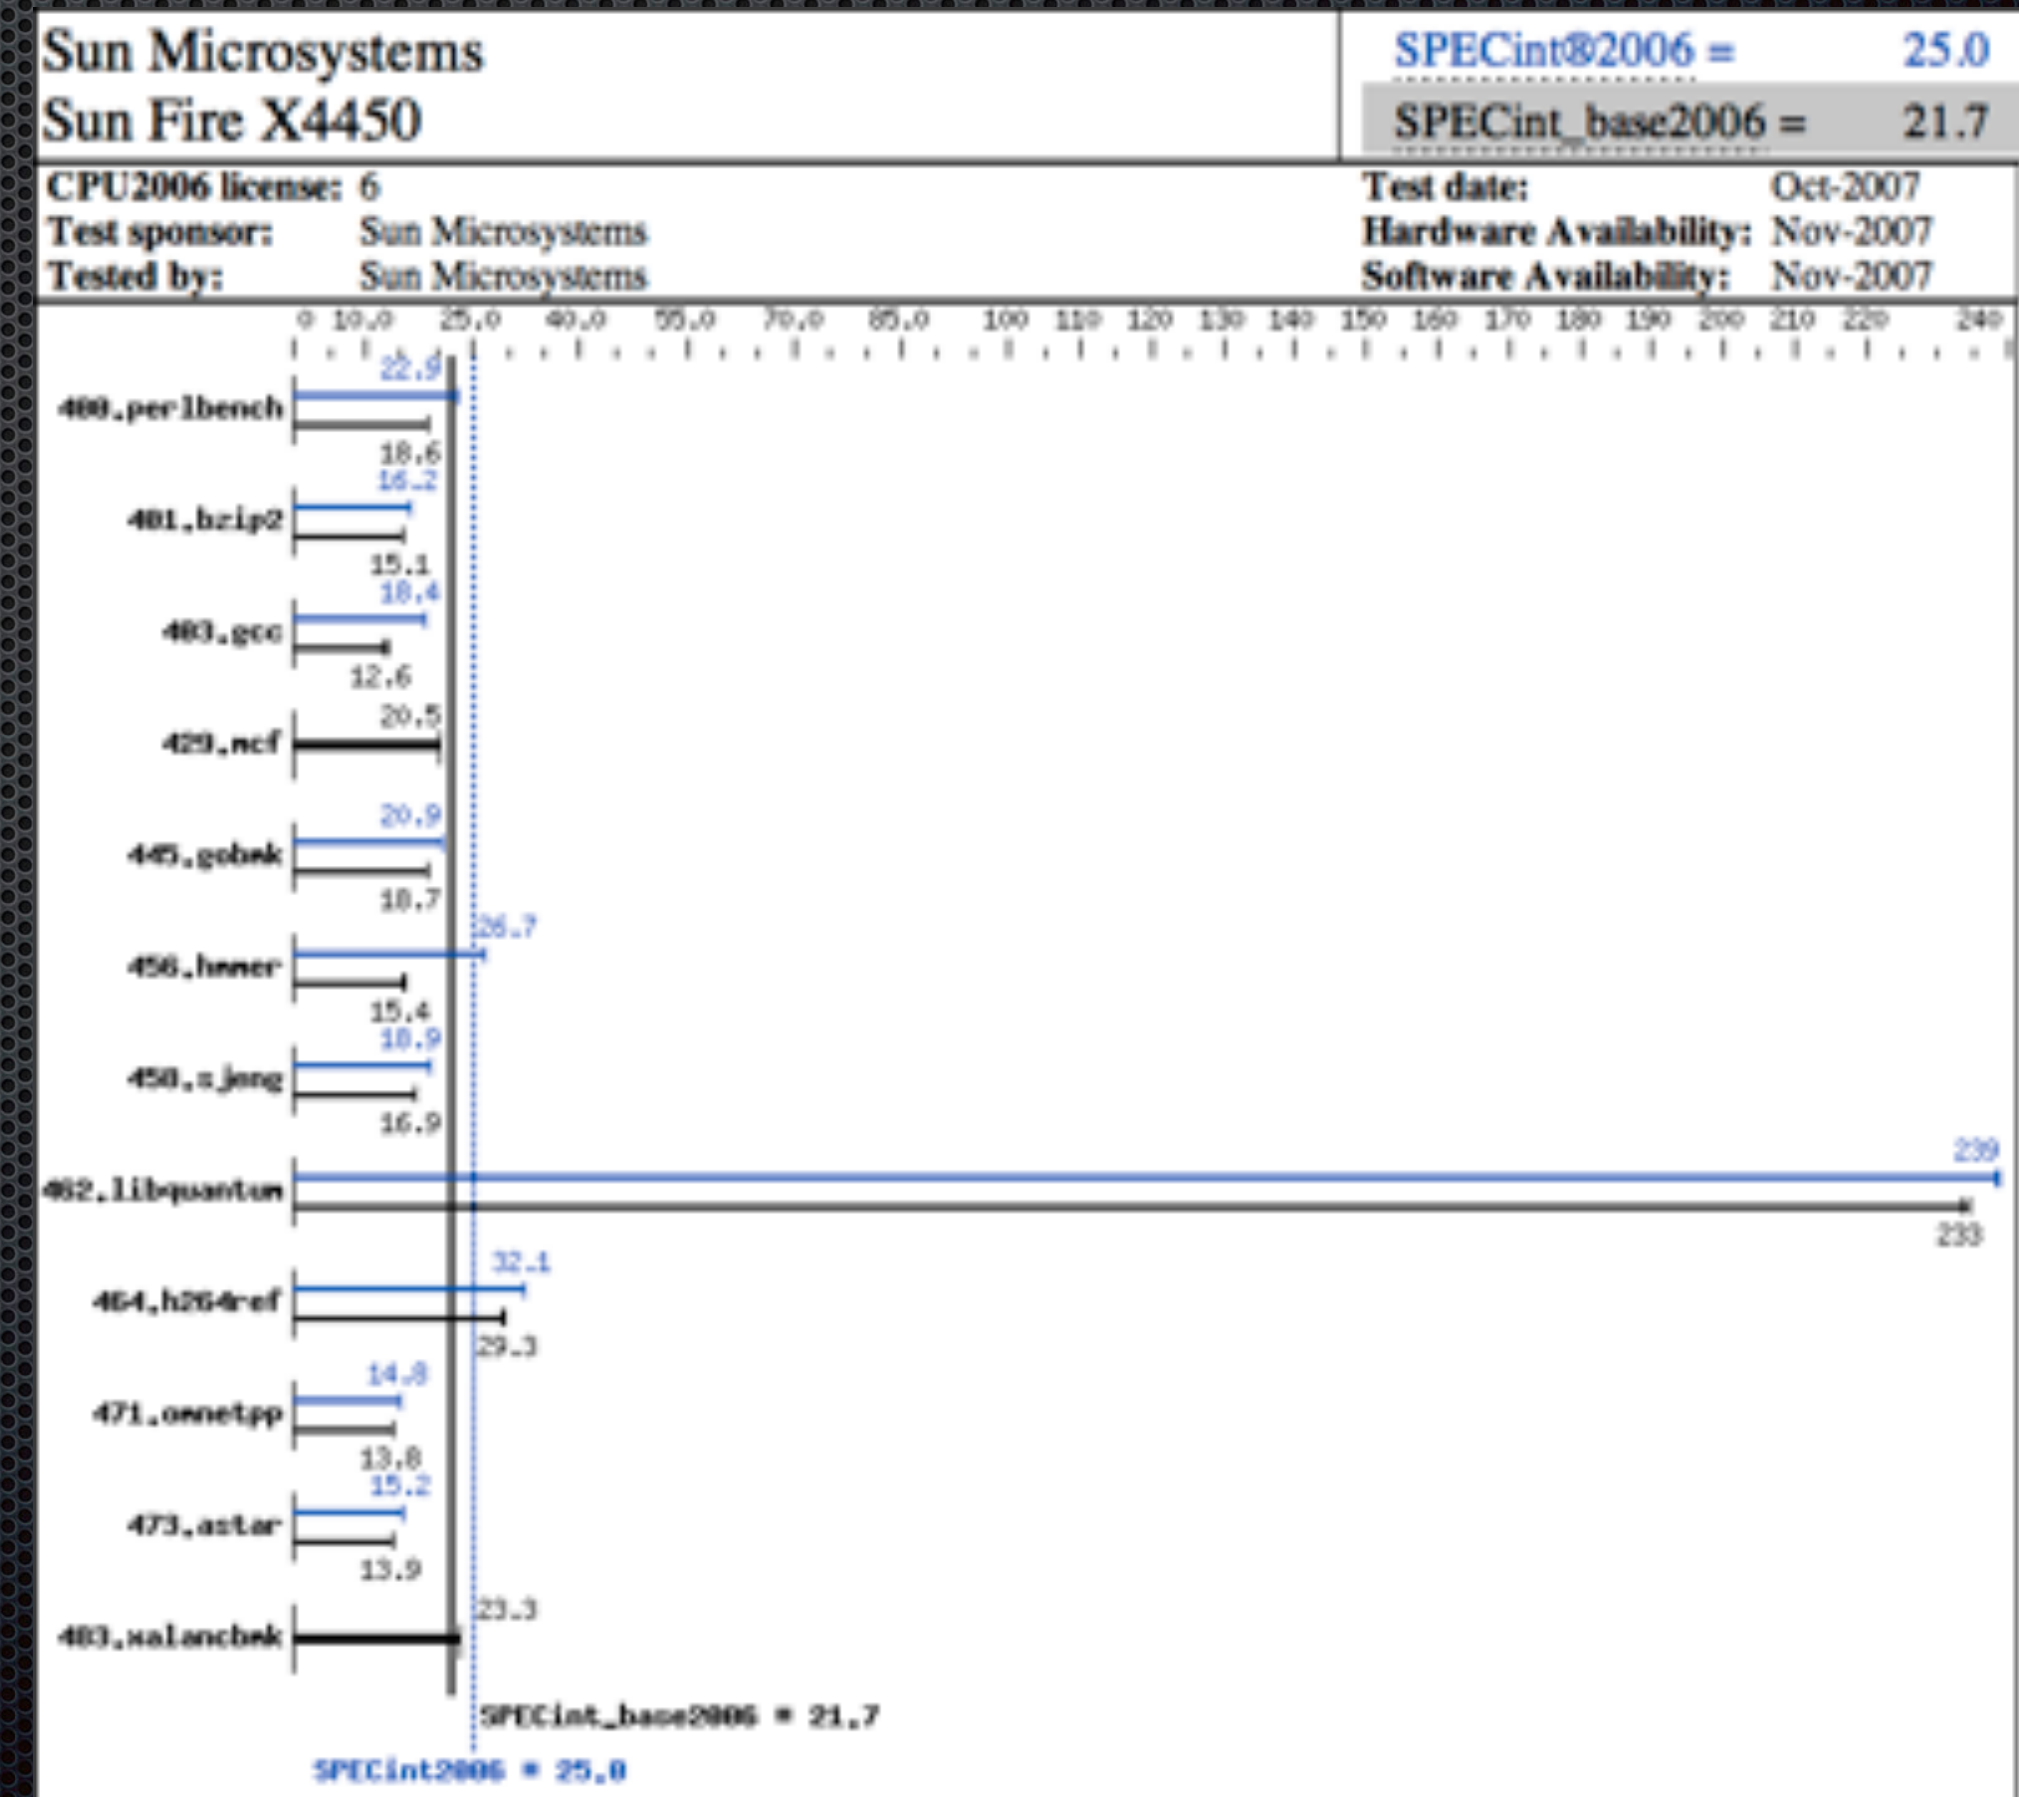 Sun Microsystems
SPECint®2006 = 25.0
Sun Fire X4450
SPECint_base2006 = 21.7
CPU2006 license: 6
Test date: Oct-2007
Test sponsor: Sun Microsystems
Hardware Availability: Nov-2007
Tested by: Sun Microsystems
Software Availability: Nov-2007
0 10.0 25.0 40.0 55.0 70.0 85.0 100 110 120 130 140 150 160 170 180 190 200 210 220 240
22.9
400.perlbench
18.6
16.2
401.bzip2
15.1
18.4
403.gcc
12.6
20.5
429.mcf
20.9
445.gobmk
18.7
26.7
456.hmmer
15.4
18.9
458.sjeng
16.9
239
462.libquantum
233
32.1
464.h264ref
29.3
14.8
471.omnetpp
13.8
15.2
473.astar
13.9
23.3
483.xalancbmk
SPECint_base2006 = 21.7
SPECint2006 = 25.0